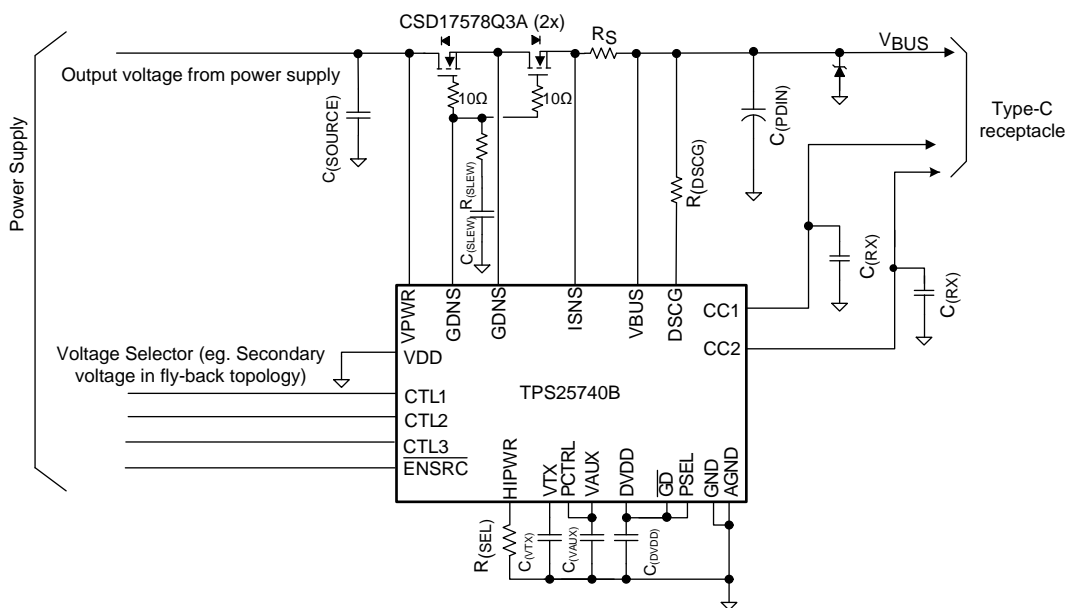 CSD17578Q3A (2x)
RS
VBUS
Output voltage from power supply
10Ω
10Ω
C(SOURCE)
R(SLEW)
C(SLEW)
R(DSCG)
C(PDIN)
Type-C
receptacle
Power Supply
C(RX)
C(RX)
VPWR
GDNS
GDNS
ISNS
VBUS
DSCG
CC1
CC2
Voltage Selector (eg. Secondary
voltage in fly-back topology)
VDD
TPS25740B
CTL1
CTL2
CTL3
ENSRC
HIPWR
VTX
PCTRL
VAUX
DVDD
GD
PSEL
GND
AGND
R(SEL)
C(VTX)
C(VAUX)
C(DVDD)